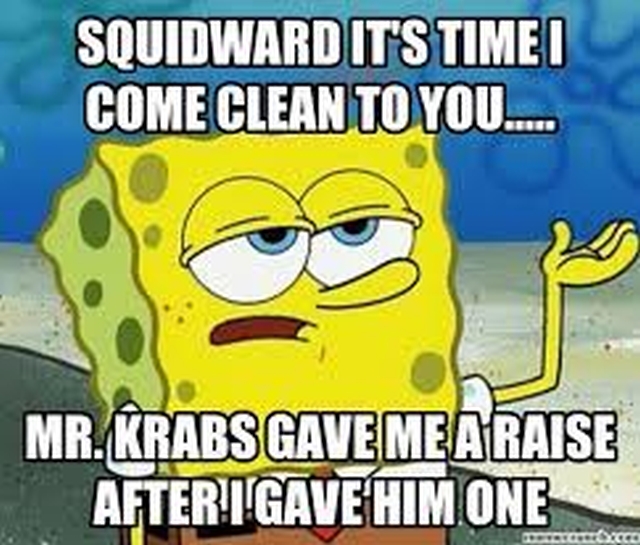 SQUIDWARD IT'S TIME I
COME CLEAN TO YOU.....
MR. KRABS GAVE ME A RAISE
AFTER I GAVE HIM ONE